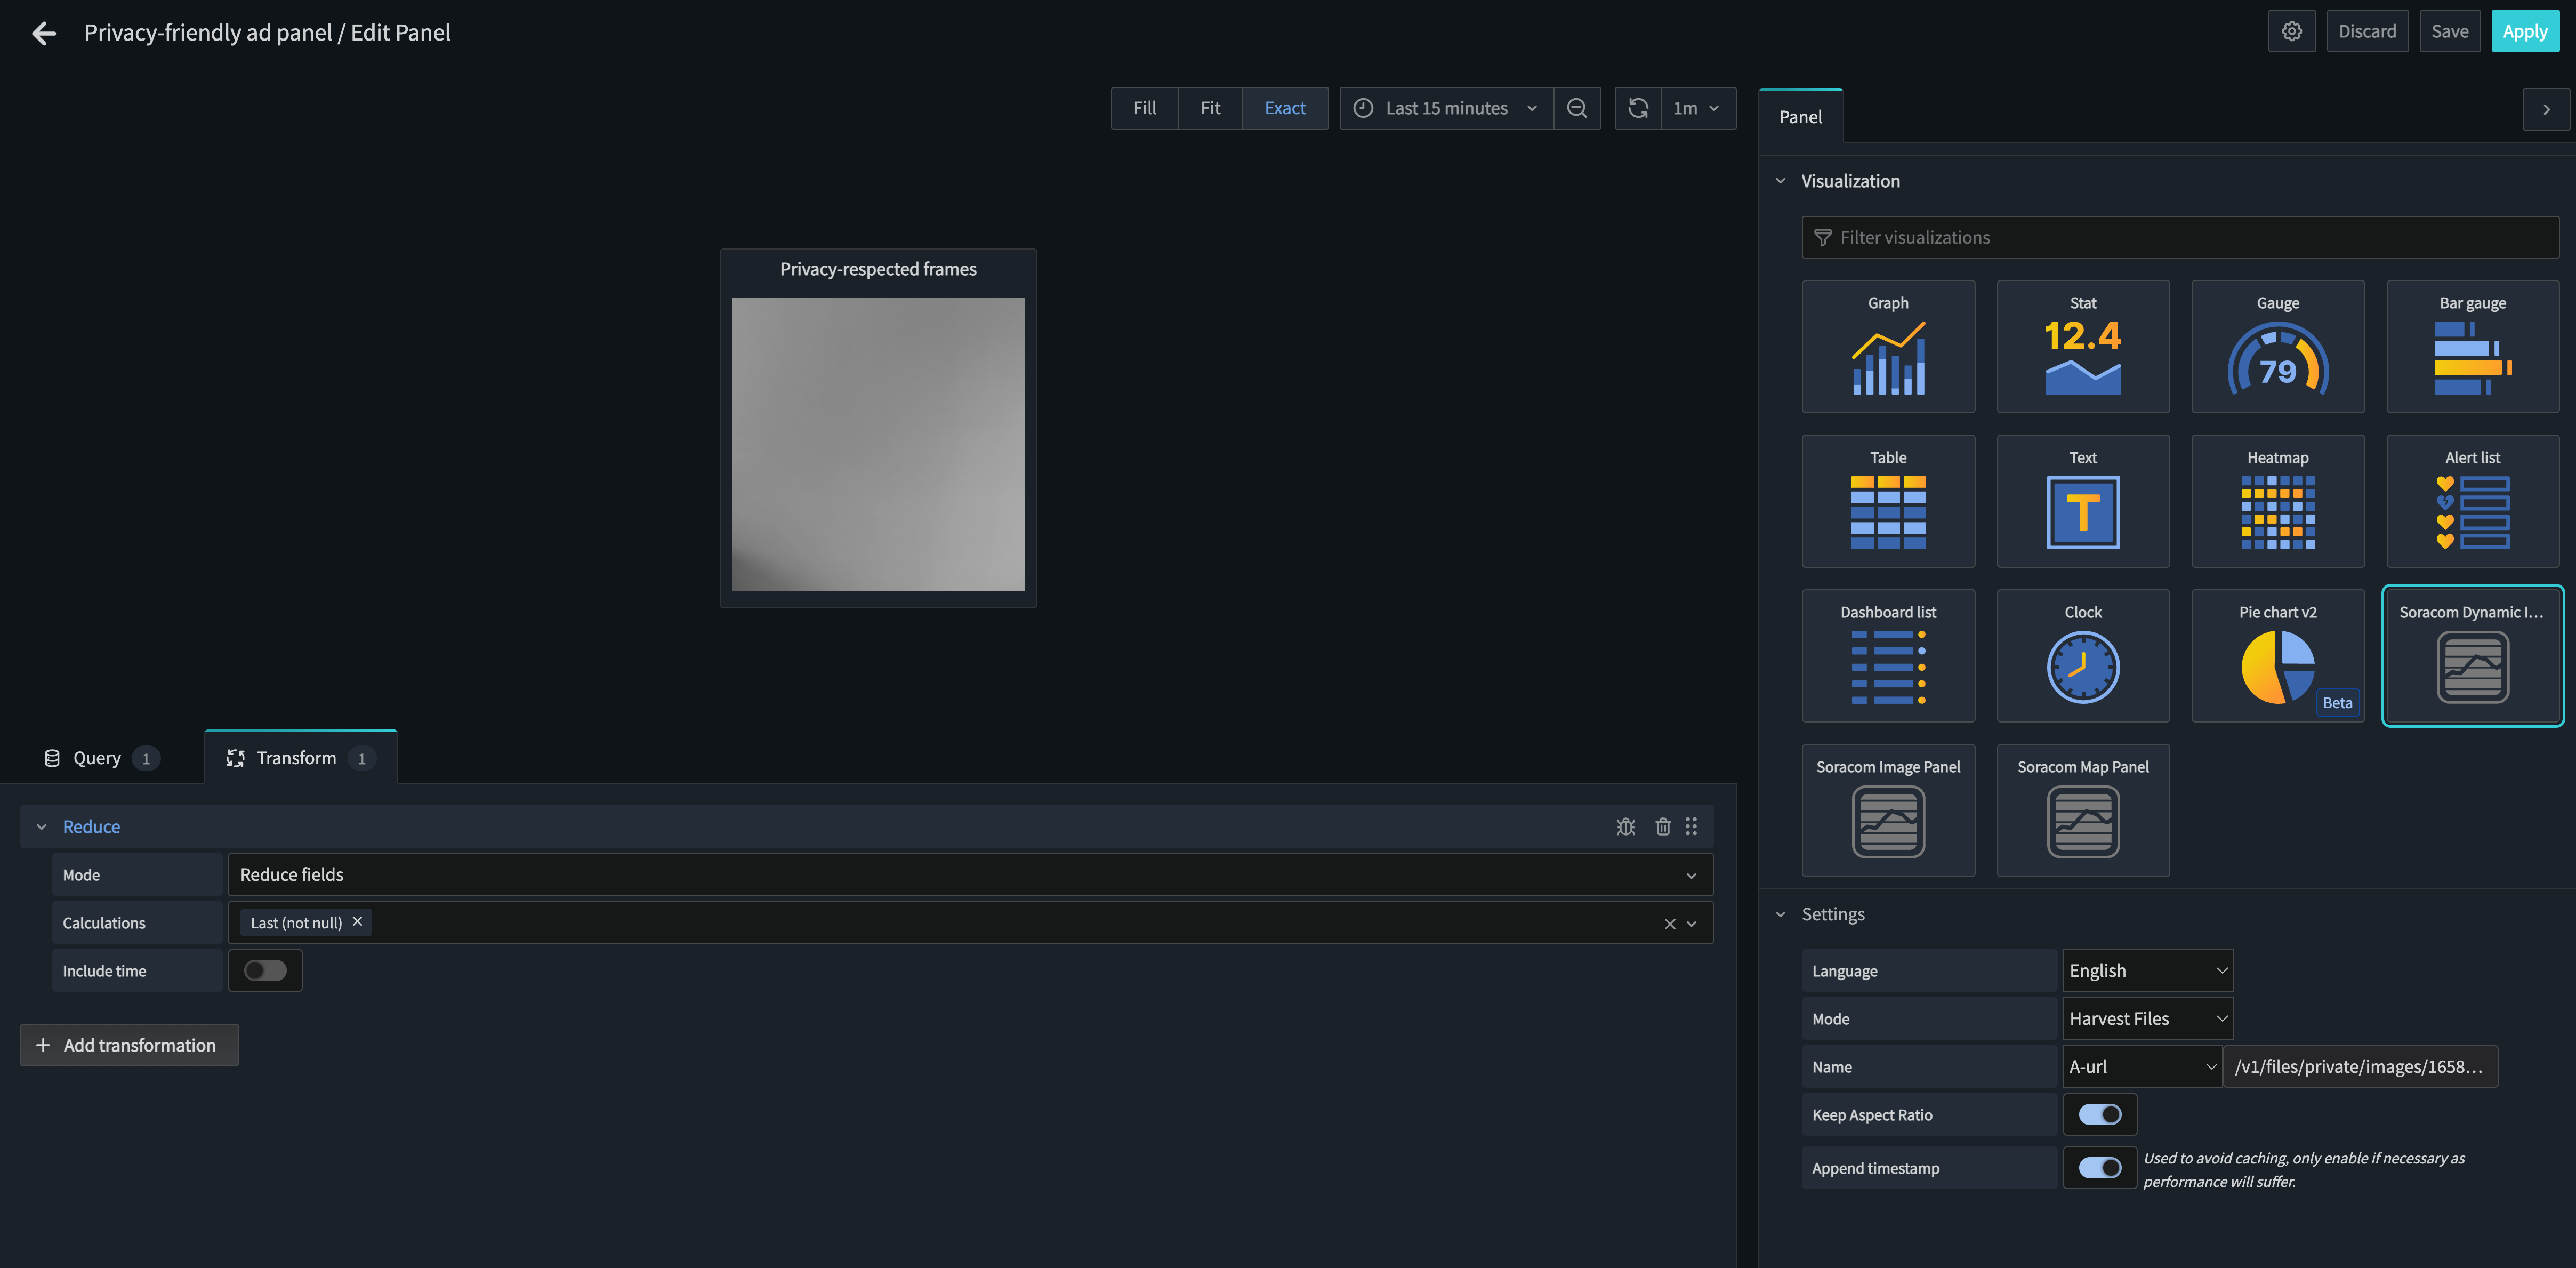 Privacy-friendly ad panel / Edit Panel
Discard
Save
Apply
Fill
Fit
Exact
Last 15 minutes
1m
Panel
Visualization
Filter visualizations
Privacy-respected frames
Graph
Stat
12.4
Gauge
79
Bar gauge
Table
Text
T
Heatmap
Alert list
Dashboard list
Clock
Pie chart v2
Beta
Soracom Dynamic I...
Soracom Image Panel
Soracom Map Panel
Query 1
Transform 1
Reduce
Mode
Reduce fields
Calculations
Last (not null)
Include time
Add transformation
Settings
Language
English
Mode
Harvest Files
Name
A-url
/v1/files/private/images/1658...
Keep Aspect Ratio
Append timestamp
Used to avoid caching, only enable if necessary as
performance will suffer.